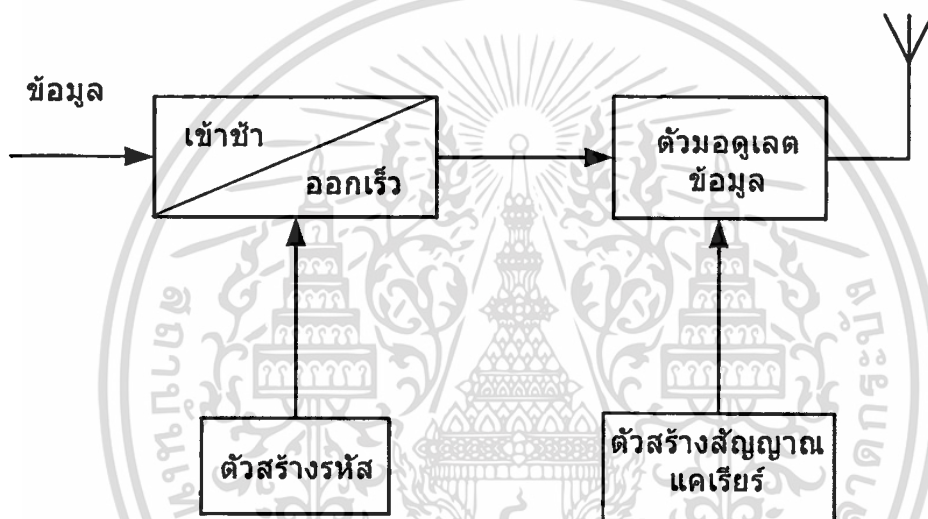 ข้อมูล
เข้าช้า
ออกเร็ว
ตัวมอดูเลต
ข้อมูล
ตัวสร้างรหัส
ตัวสร้างสัญญาณ
แคเรียร์